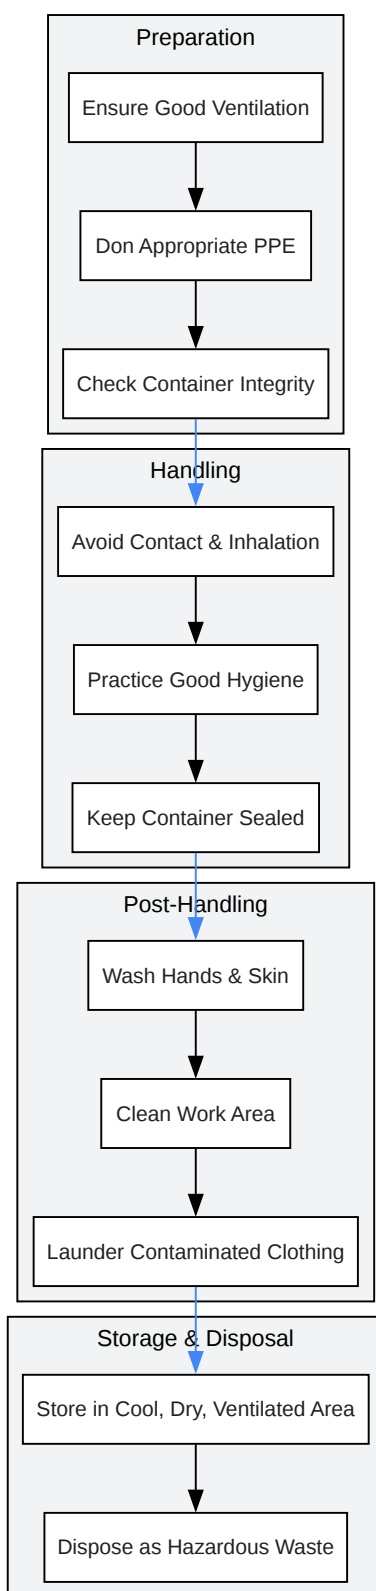 Preparation
Ensure Good Ventilation
Don Appropriate PPE
Check Container Integrity
Handling
Avoid Contact & Inhalation
Practice Good Hygiene
Keep Container Sealed
Post-Handling
Wash Hands & Skin
Clean Work Area
Launder Contaminated Clothing
Storage & Disposal
Store in Cool, Dry, Ventilated Area
Dispose as Hazardous Waste